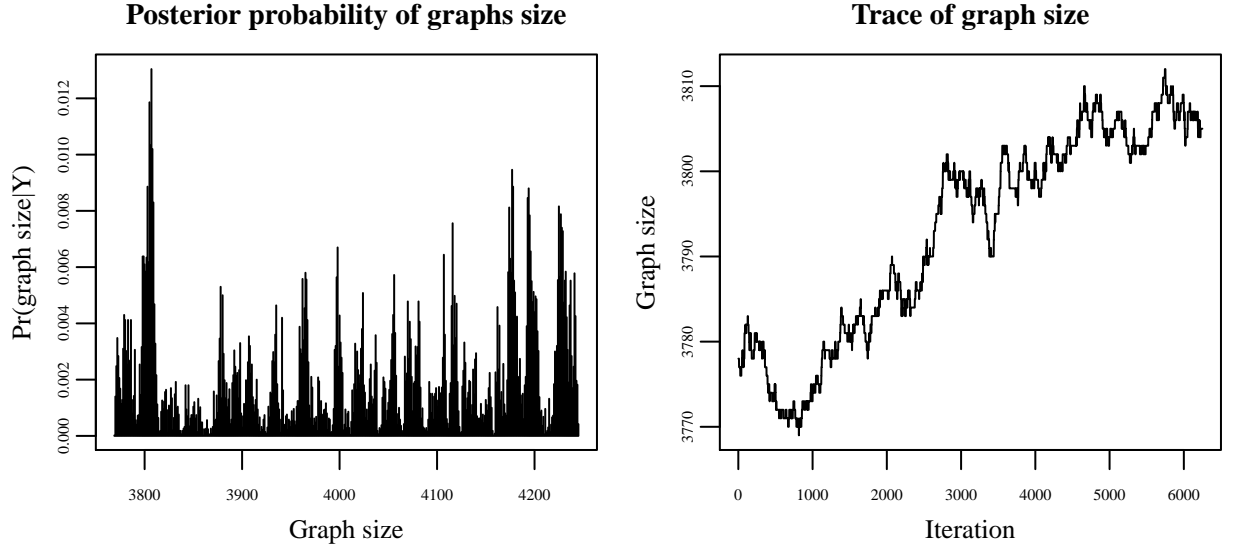 Posterior probability of graphs size
Pr(graph size|Y)
0.012
0.010
0.008
0.006
0.004
0.002
0.000
3800 3900 4000 4100 4200
Graph size
Trace of graph size
Graph size
3810
3800
3790
3780
3770
0 1000 2000 3000 4000 5000 6000
Iteration